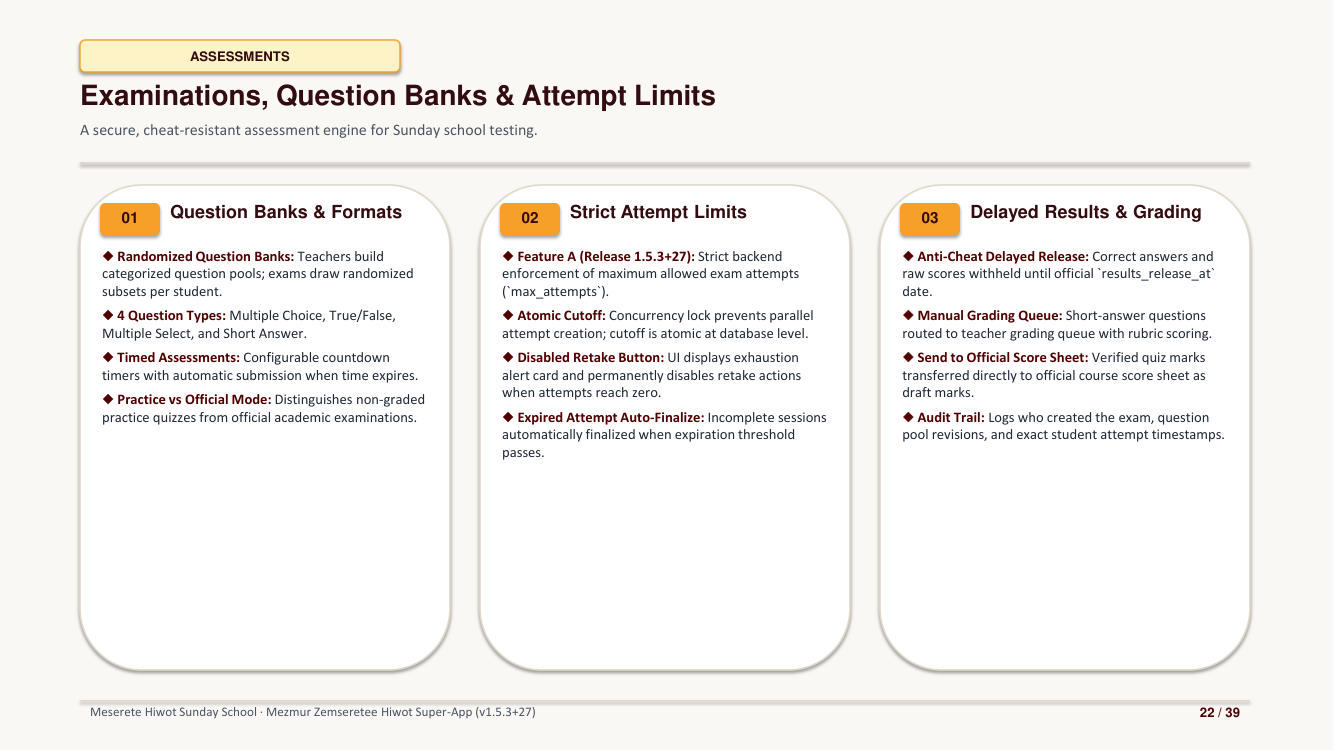 ASSESSMENTS
Examinations, Question Banks & Attempt Limits
A secure, cheat-resistant assessment engine for Sunday school testing.
01
Question Banks & Formats
◆ Randomized Question Banks: Teachers build
categorized question pools; exams draw randomized
subsets per student.
◆ 4 Question Types: Multiple Choice, True/False,
Multiple Select, and Short Answer.
◆ Timed Assessments: Configurable countdown
timers with automatic submission when time expires.
◆ Practice vs Official Mode: Distinguishes non-graded
practice quizzes from official academic examinations.
02
Strict Attempt Limits
◆ Feature A (Release 1.5.3+27): Strict backend
enforcement of maximum allowed exam attempts
(`max_attempts`).
◆ Atomic Cutoff: Concurrency lock prevents parallel
attempt creation; cutoff is atomic at database level.
◆ Disabled Retake Button: UI displays exhaustion
alert card and permanently disables retake actions
when attempts reach zero.
◆ Expired Attempt Auto-Finalize: Incomplete sessions
automatically finalized when expiration threshold
passes.
03
Delayed Results & Grading
◆ Anti-Cheat Delayed Release: Correct answers and
raw scores withheld until official `results_release_at`
date.
◆ Manual Grading Queue: Short-answer questions
routed to teacher grading queue with rubric scoring.
◆ Send to Official Score Sheet: Verified quiz marks
transferred directly to official course score sheet as
draft marks.
◆ Audit Trail: Logs who created the exam, question
pool revisions, and exact student attempt timestamps.
Meserete Hiwot Sunday School · Mezmur Zemseretee Hiwot Super-App (v1.5.3+27)
22 / 39